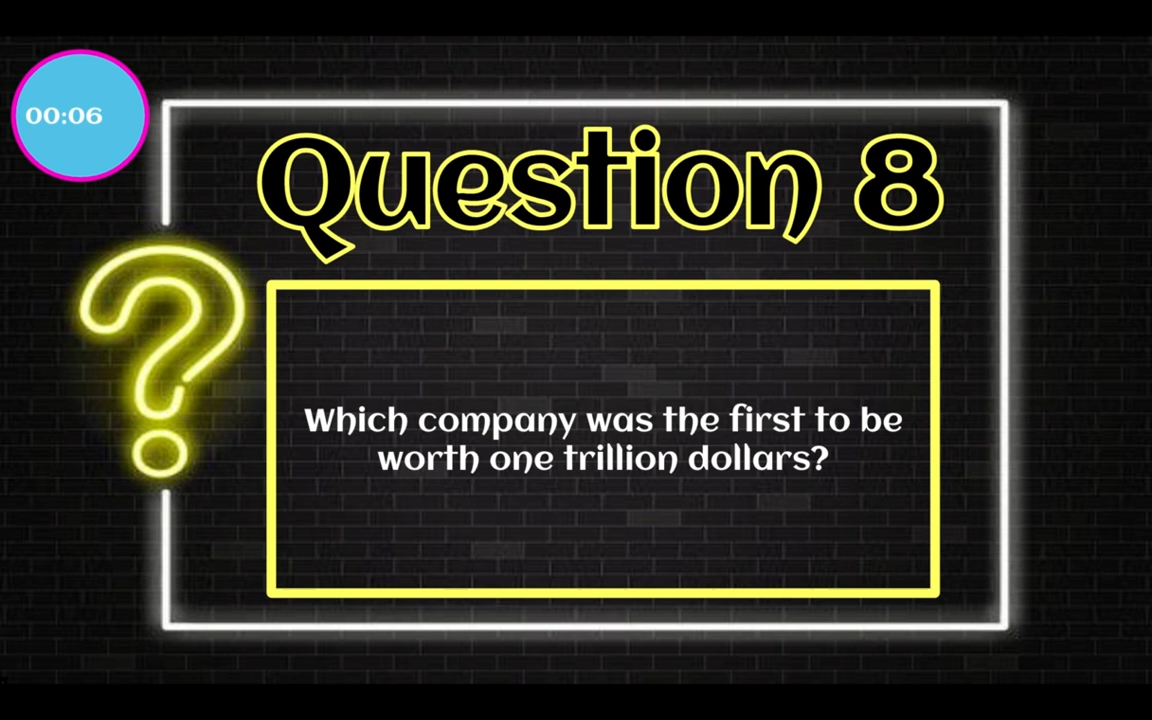 00:06
Question 8
Which company was the first to be
worth one trillion dollars?